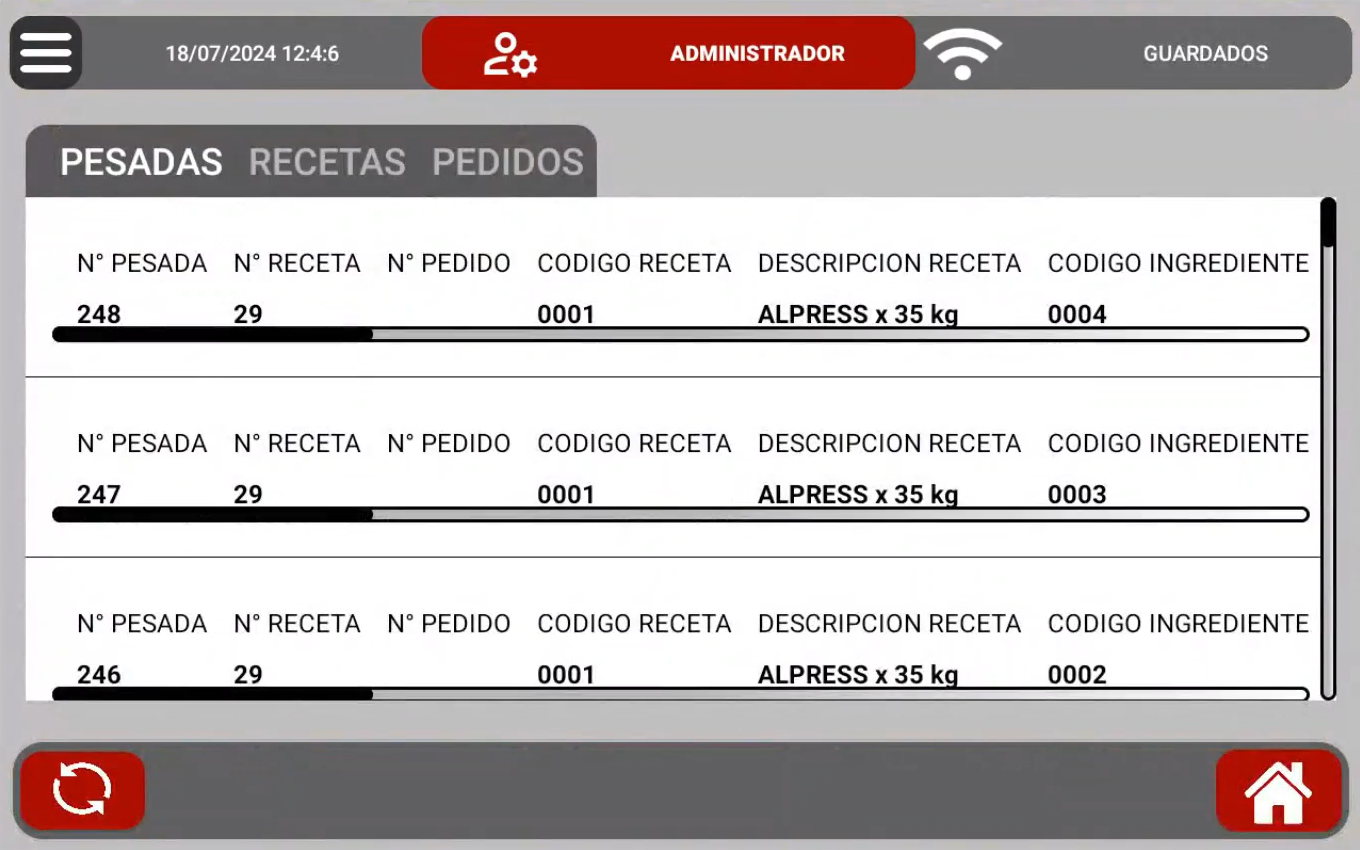 18/07/2024 12:4:6 ADMINISTRADOR GUARDADOS
PESADAS RECETAS PEDIDOS
N° PESADA N° RECETA N° PEDIDO CODIGO RECETA DESCRIPCION RECETA CODIGO INGREDIENTE
248 29 0001 ALPRESS x 35 kg 0004
N° PESADA N° RECETA N° PEDIDO CODIGO RECETA DESCRIPCION RECETA CODIGO INGREDIENTE
247 29 0001 ALPRESS x 35 kg 0003
N° PESADA N° RECETA N° PEDIDO CODIGO RECETA DESCRIPCION RECETA CODIGO INGREDIENTE
246 29 0001 ALPRESS x 35 kg 0002